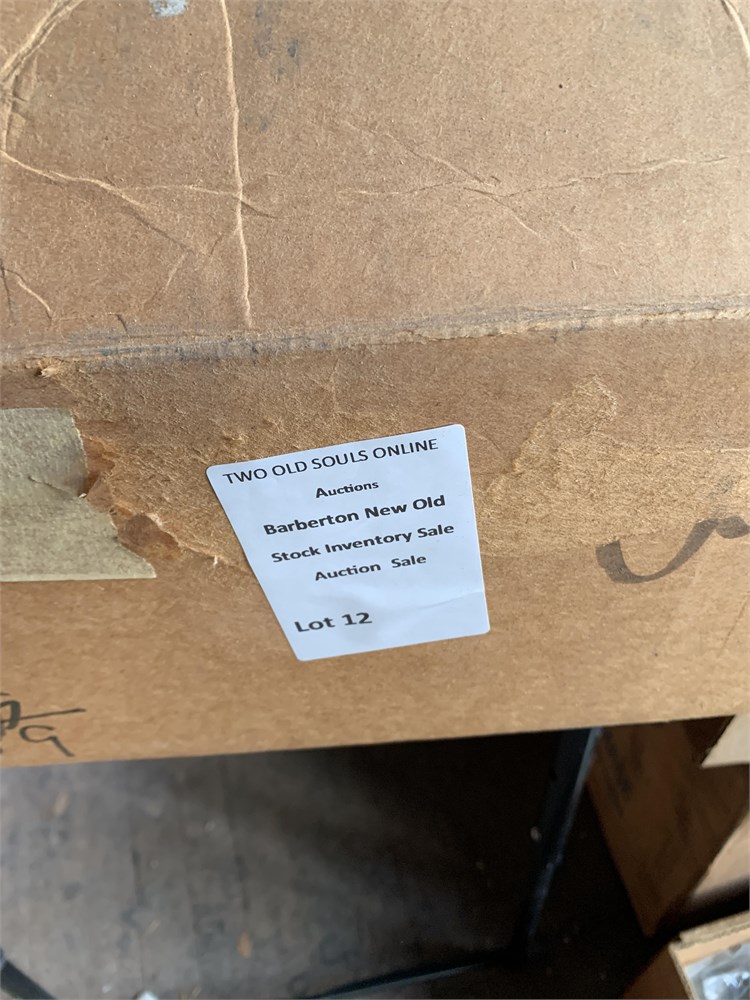 TWO OLD SOULS ONLINE
Auctions
Barberton New Old
Stock Inventory Sale
Auction Sale
Lot 12